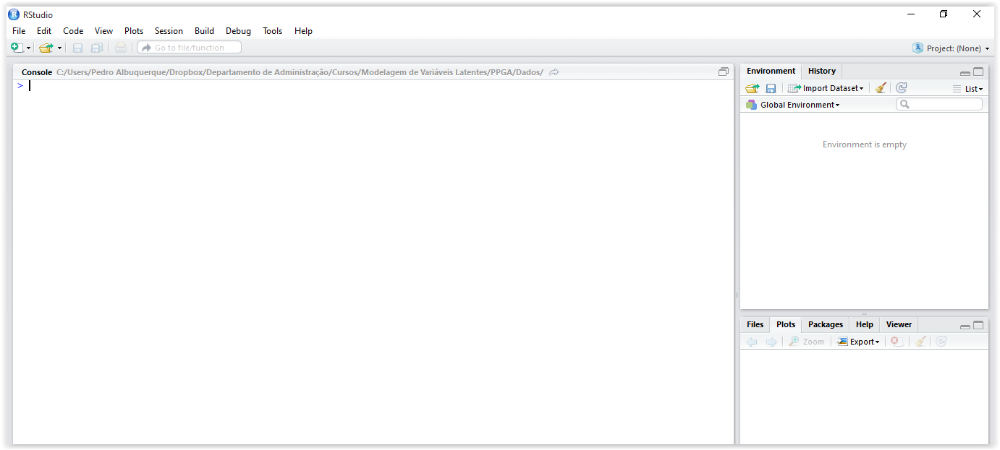 RStudio
File Edit Code View Plots Session Build Debug Tools Help
Go to file/function
Project: (None)
Console C:/Users/Pedro Albuquerque/Dropbox/Departamento de Administração/Cursos/Modelagem de Variáveis Latentes/PPGA/Dados/
>
Environment History
Import Dataset List
Global Environment
Environment is empty
Files Plots Packages Help Viewer
Zoom Export